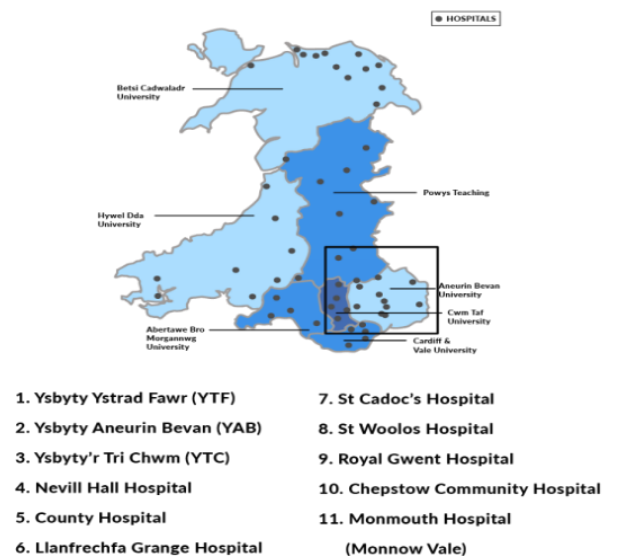 HOSPITALS
Betsi Cadwaladr
University
Powys Teaching
Hywel Dda
University
Aneurin Bevan
University
Cwm Taf
University
Abertawe Bro
Morgannwg
University
Cardiff &
Vale University
1. Ysbyty Ystrad Fawr (YTF)
2. Ysbyty Aneurin Bevan (YAB)
3. Ysbyty'r Tri Chwm (YTC)
4. Nevill Hall Hospital
5. County Hospital
6. Llanfrechfa Grange Hospital
7. St Cadoc's Hospital
8. St Woolos Hospital
9. Royal Gwent Hospital
10. Chepstow Community Hospital
11. Monmouth Hospital
(Monnow Vale)